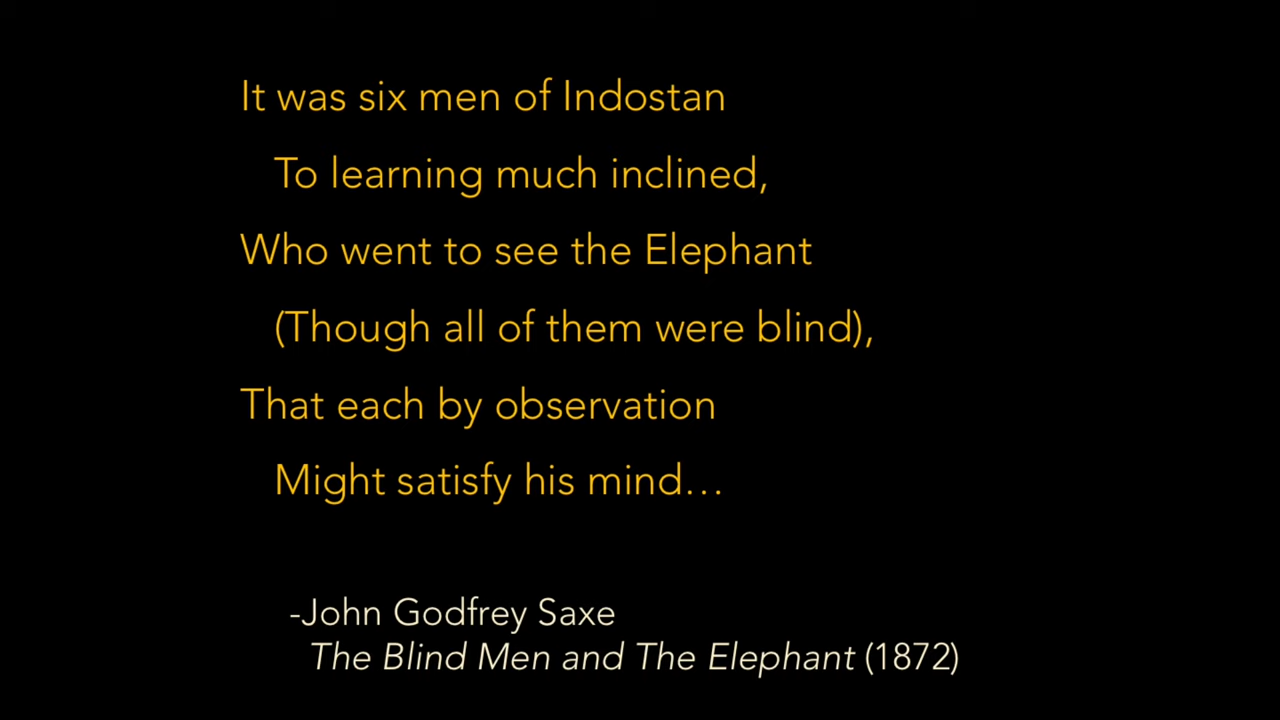 It was six men of Indostan
To learning much inclined,
Who went to see the Elephant
(Though all of them were blind),
That each by observation
Might satisfy his mind…
-John Godfrey Saxe
The Blind Men and The Elephant (1872)